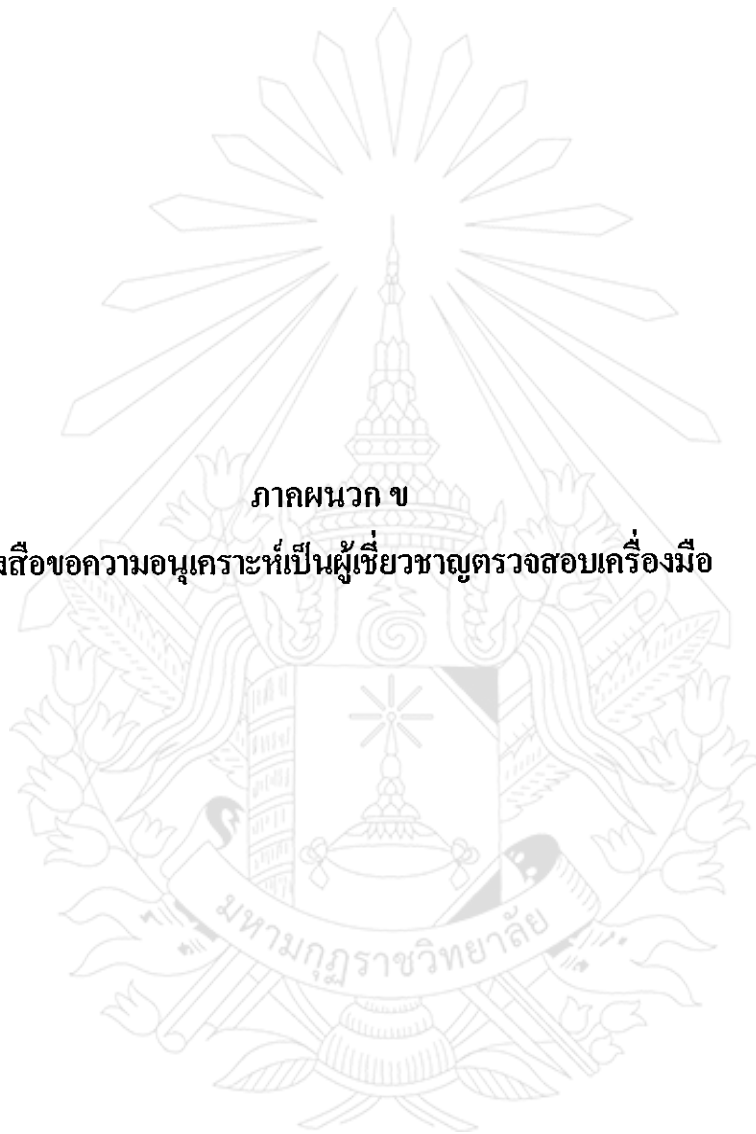 ภาคผนวก ข
สือขอความอนุเคราะห์เป็นผู้เชี่ยวชาญตรวจสอบเครื่องมือ
มหามกุฏราชวิทยาลัย